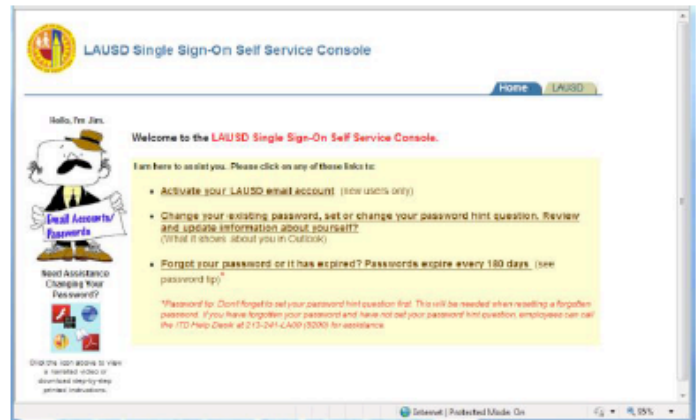 LAUSD Single Sign-On Self Service Console
Home LAUSD
Hello, I'm Jim.
Email Accounts/
Passwords
Need Assistance
Changing Your
Password?
Click the icon above to view
a narrated video or
download step-by-step
printed instructions.
Welcome to the LAUSD Single Sign-On Self Service Console.
I am here to assist you. Please click on any of these links to:
Activate your LAUSD email account (new users only)
Change your existing password, set or change your password hint question. Review
and update information about yourself?
(What it shows about you in Outlook)
Forgot your password or it has expired? Passwords expire every 180 days (see
password tip)*
*Password tip: Don't forget to set your password hint question first. This will be needed when resetting a forgotten
password. If you have forgotten your password and have not set your password hint question, employees can call
the ITD Help Desk at 213-241-LA00 (5200) for assistance.
Internet | Protected Mode: On